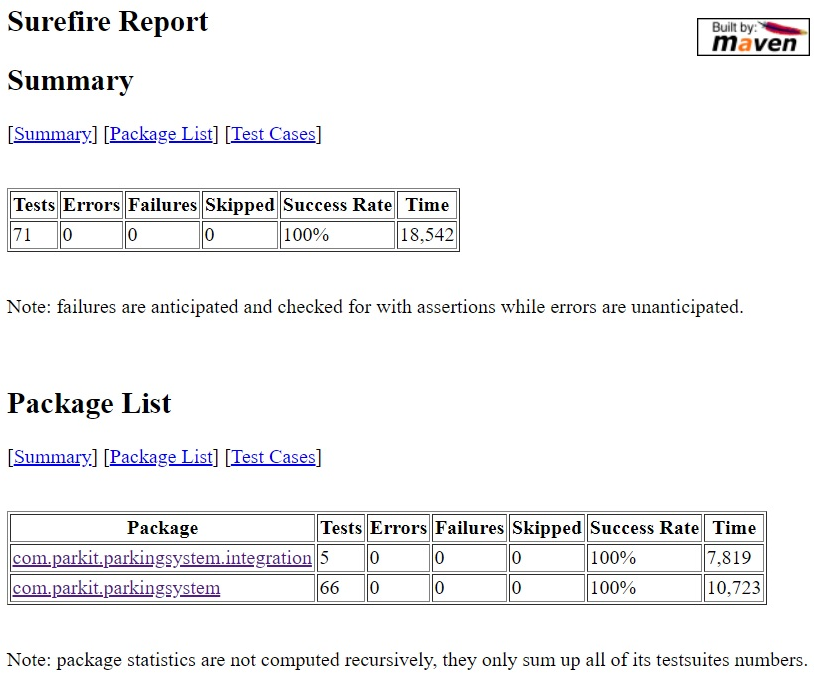 Surefire Report
Built by:
maven
Summary
[Summary] [Package List] [Test Cases]
Tests Errors Failures Skipped Success Rate Time
71 0 0 0 100% 18,542
Note: failures are anticipated and checked for with assertions while errors are unanticipated.
Package List
[Summary] [Package List] [Test Cases]
Package Tests Errors Failures Skipped Success Rate Time
com.parkit.parkingsystem.integration 5 0 0 0 100% 7,819
com.parkit.parkingsystem 66 0 0 0 100% 10,723
Note: package statistics are not computed recursively, they only sum up all of its testsuites numbers.